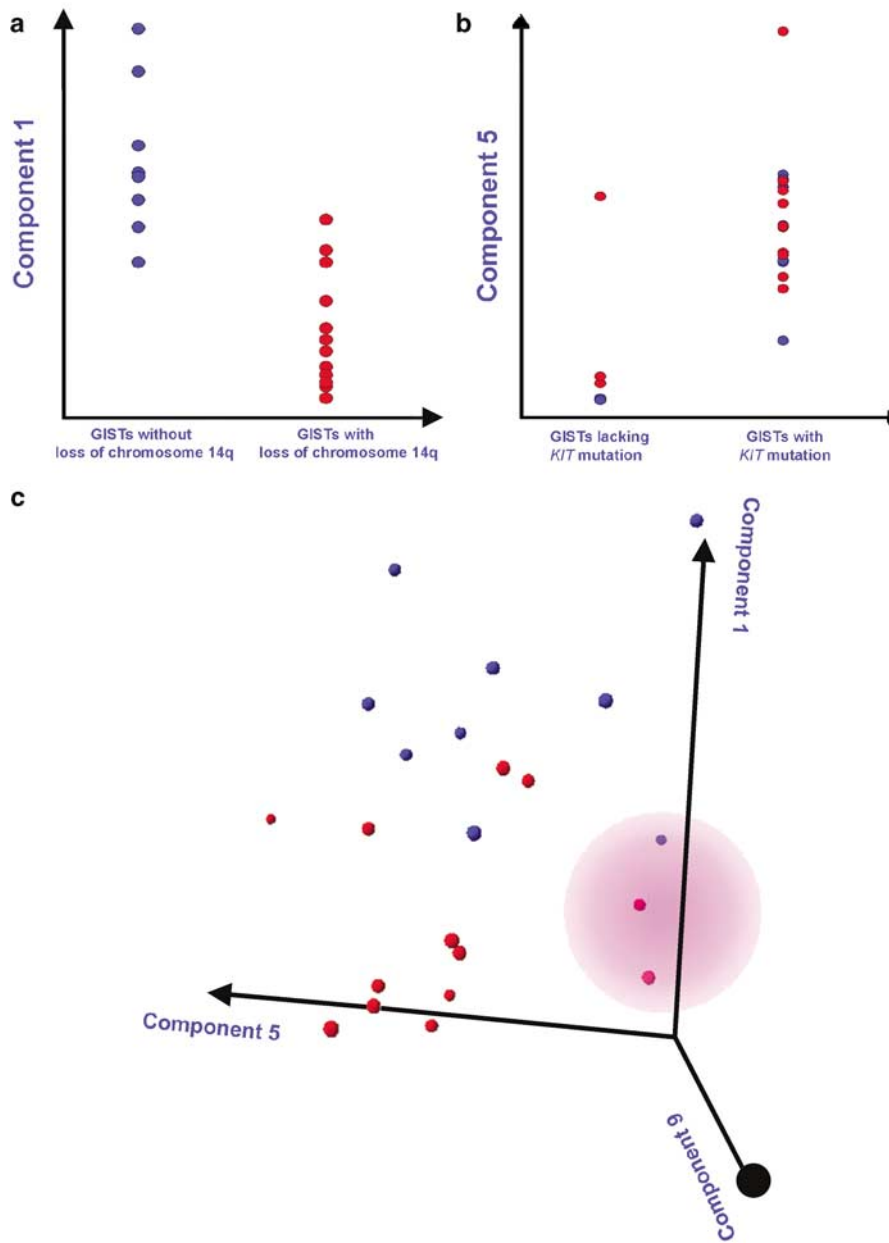 a
Component 1
GISTs without
loss of chromosome 14q
GISTs with
loss of chromosome 14q
b
Component 5
GISTs lacking
KIT mutation
GISTs with
KiT mutation
c
Component 1
Component 5
Component 9